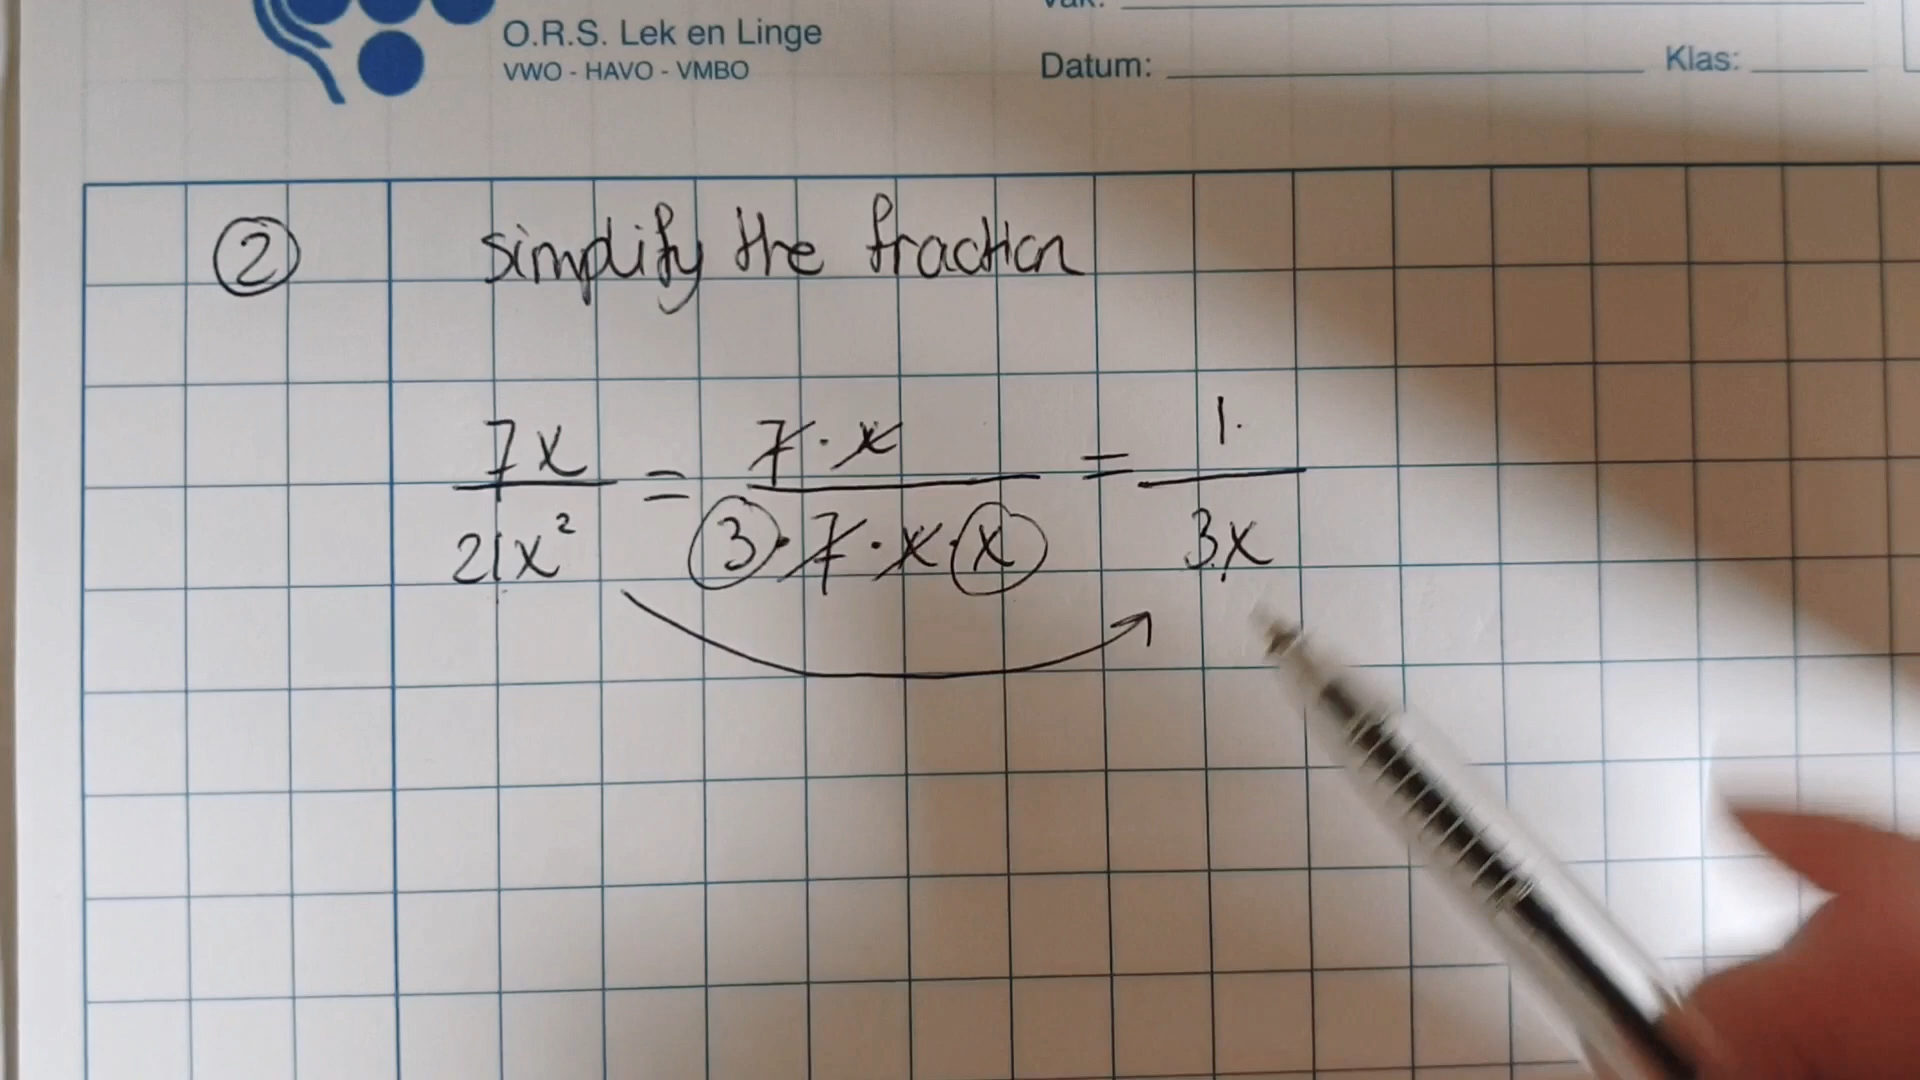 O.R.S. Lek en Linge
VWO - HAVO - VMBO
Vak:
Datum: Klas:
② simplify the fraction
7x / 21x² = 7·x / 3·7·x·x = 1 / 3x